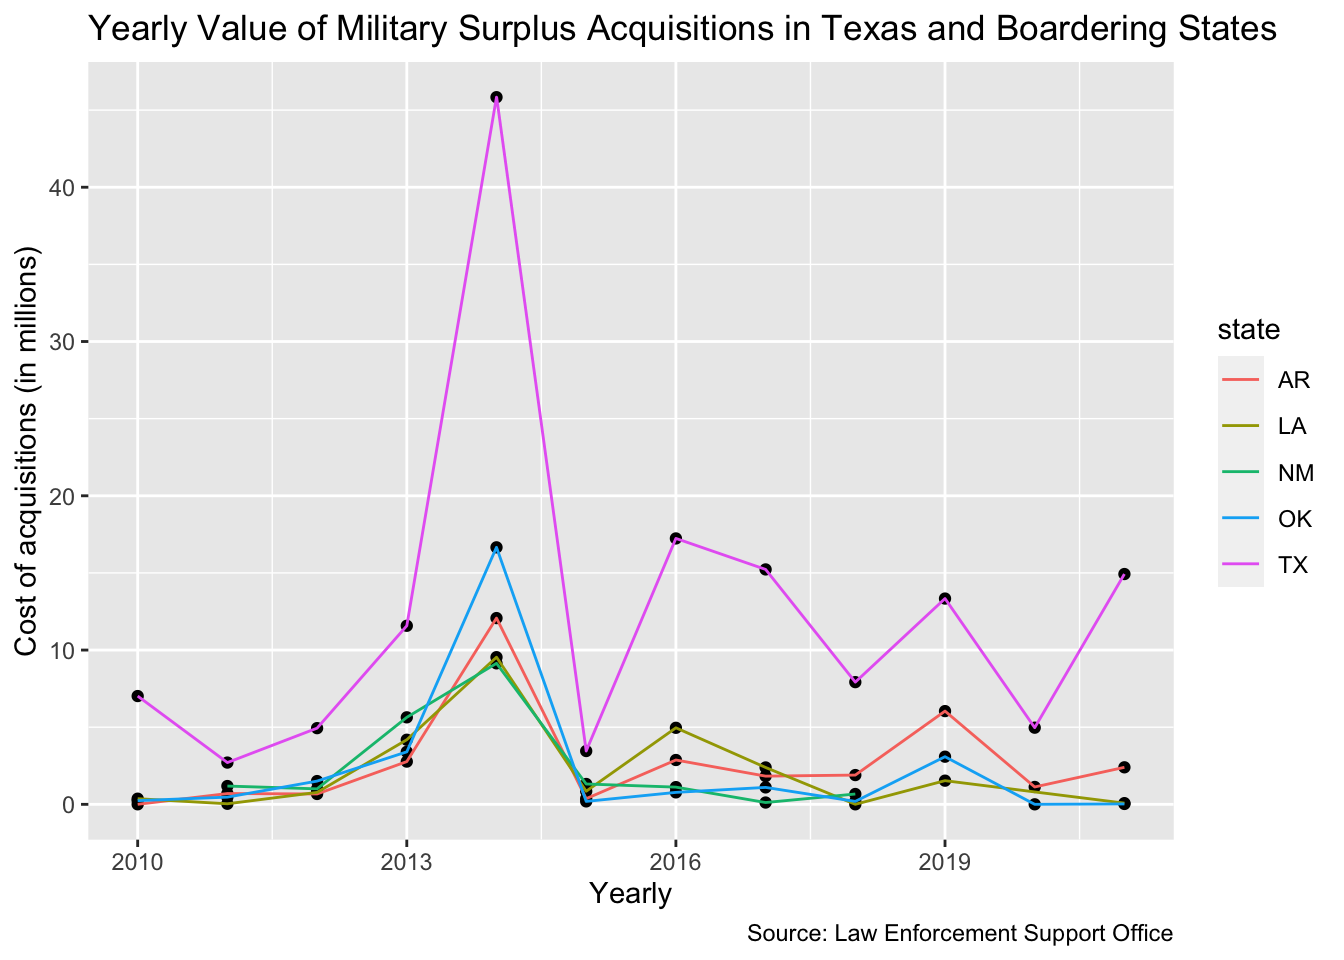 Yearly Value of Military Surplus Acquisitions in Texas and Boardering States
Cost of acquisitions (in millions)
40
30
20
10
0
2010 2013 2016 2019
Yearly
state
AR
LA
NM
OK
TX
Source: Law Enforcement Support Office